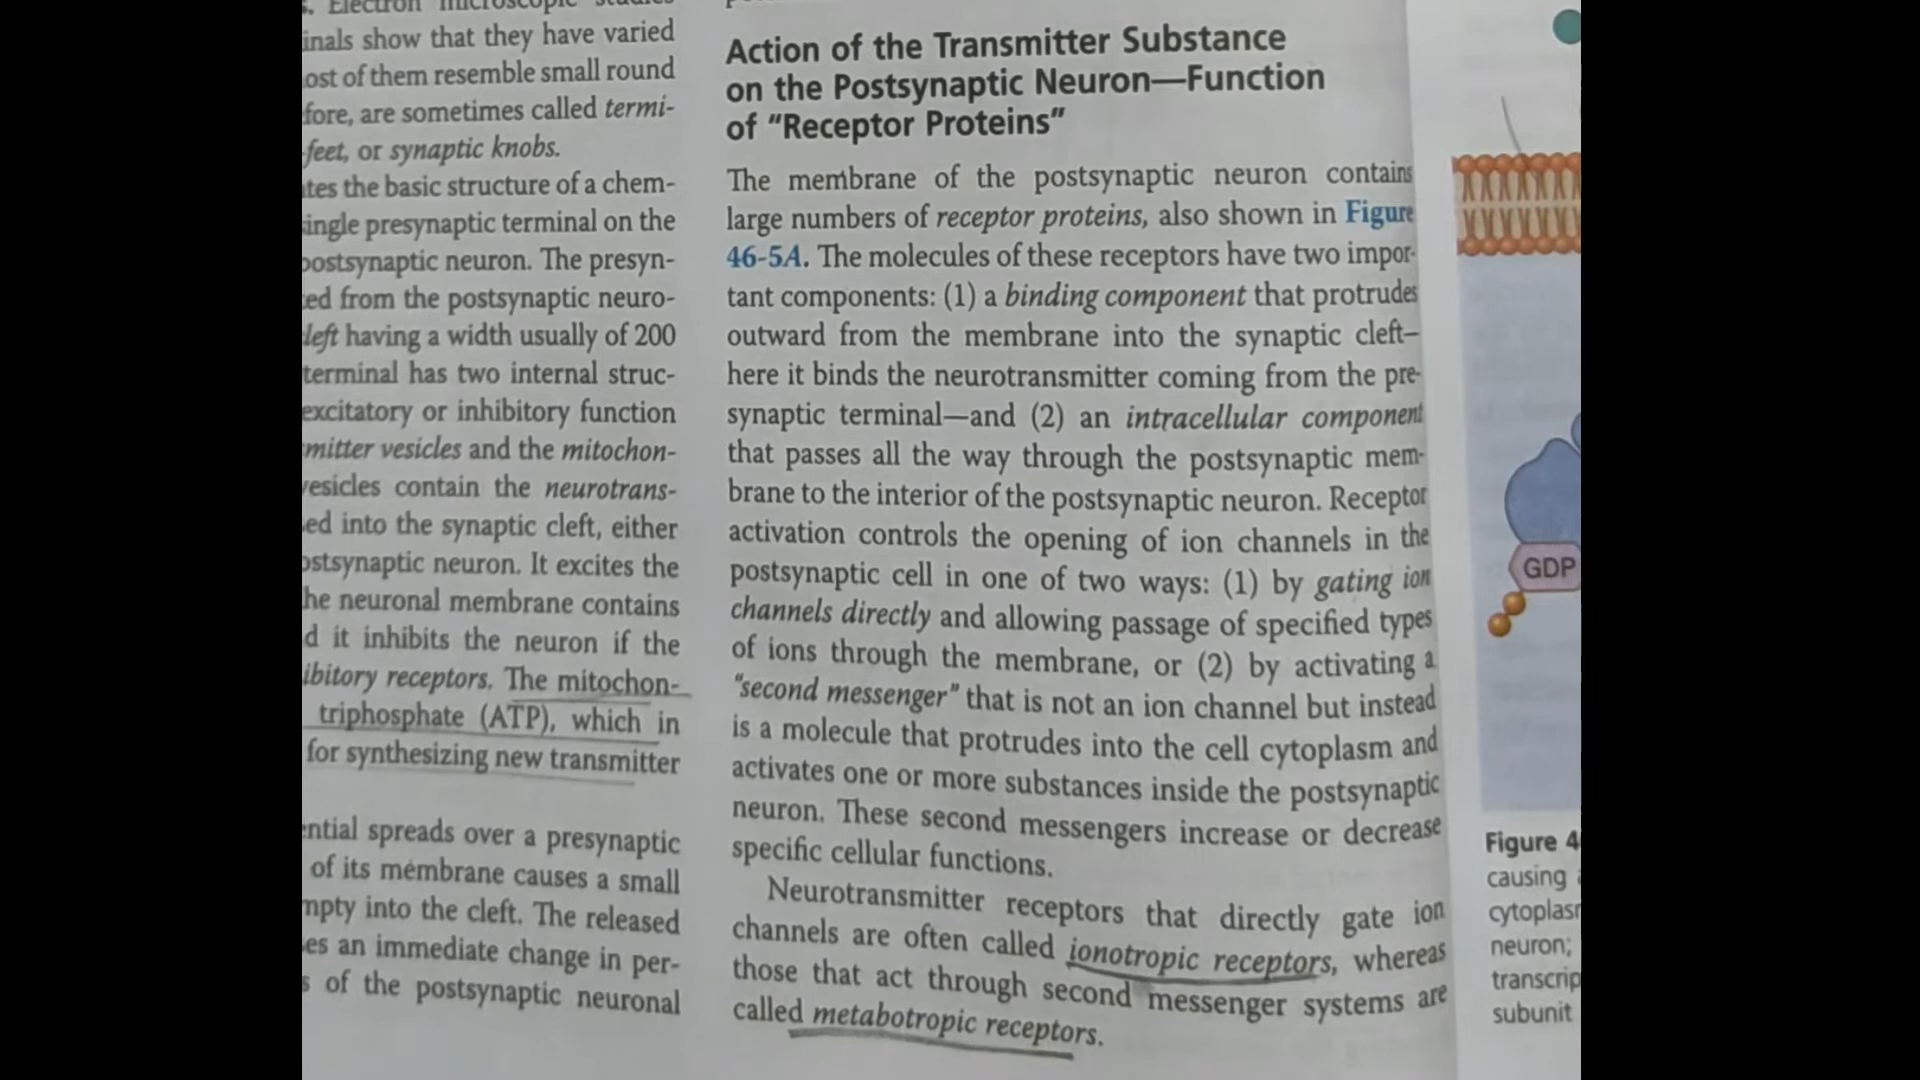 s. Electron microscopic studies
inals show that they have varied
ost of them resemble small round
fore, are sometimes called termi-
feet, or synaptic knobs.
tes the basic structure of a chem-
ingle presynaptic terminal on the
postsynaptic neuron. The presyn-
ed from the postsynaptic neuro-
left having a width usually of 200
terminal has two internal struc-
excitatory or inhibitory function
mitter vesicles and the mitochon-
vesicles contain the neurotrans-
ed into the synaptic cleft, either
ostsynaptic neuron. It excites the
he neuronal membrane contains
d it inhibits the neuron if the
ibitory receptors. The mitochon-
triphosphate (ATP), which in
for synthesizing new transmitter
ential spreads over a presynaptic
of its membrane causes a small
mpty into the cleft. The released
es an immediate change in per-
s of the postsynaptic neuronal
Action of the Transmitter Substance
on the Postsynaptic Neuron—Function
of "Receptor Proteins"
The membrane of the postsynaptic neuron contains
large numbers of receptor proteins, also shown in Figure
46-5A. The molecules of these receptors have two impor-
tant components: (1) a binding component that protrudes
outward from the membrane into the synaptic cleft–
here it binds the neurotransmitter coming from the pre-
synaptic terminal—and (2) an intracellular component
that passes all the way through the postsynaptic mem-
brane to the interior of the postsynaptic neuron. Receptor
activation controls the opening of ion channels in the
postsynaptic cell in one of two ways: (1) by gating ion
channels directly and allowing passage of specified types
of ions through the membrane, or (2) by activating a
"second messenger" that is not an ion channel but instead
is a molecule that protrudes into the cell cytoplasm and
activates one or more substances inside the postsynaptic
neuron. These second messengers increase or decrease
specific cellular functions.
Neurotransmitter receptors that directly gate ion
channels are often called ionotropic receptors, whereas
those that act through second messenger systems are
called metabotropic receptors.
GDP
Figure 4
causing
cytoplas
neuron;
transcrip
subunit